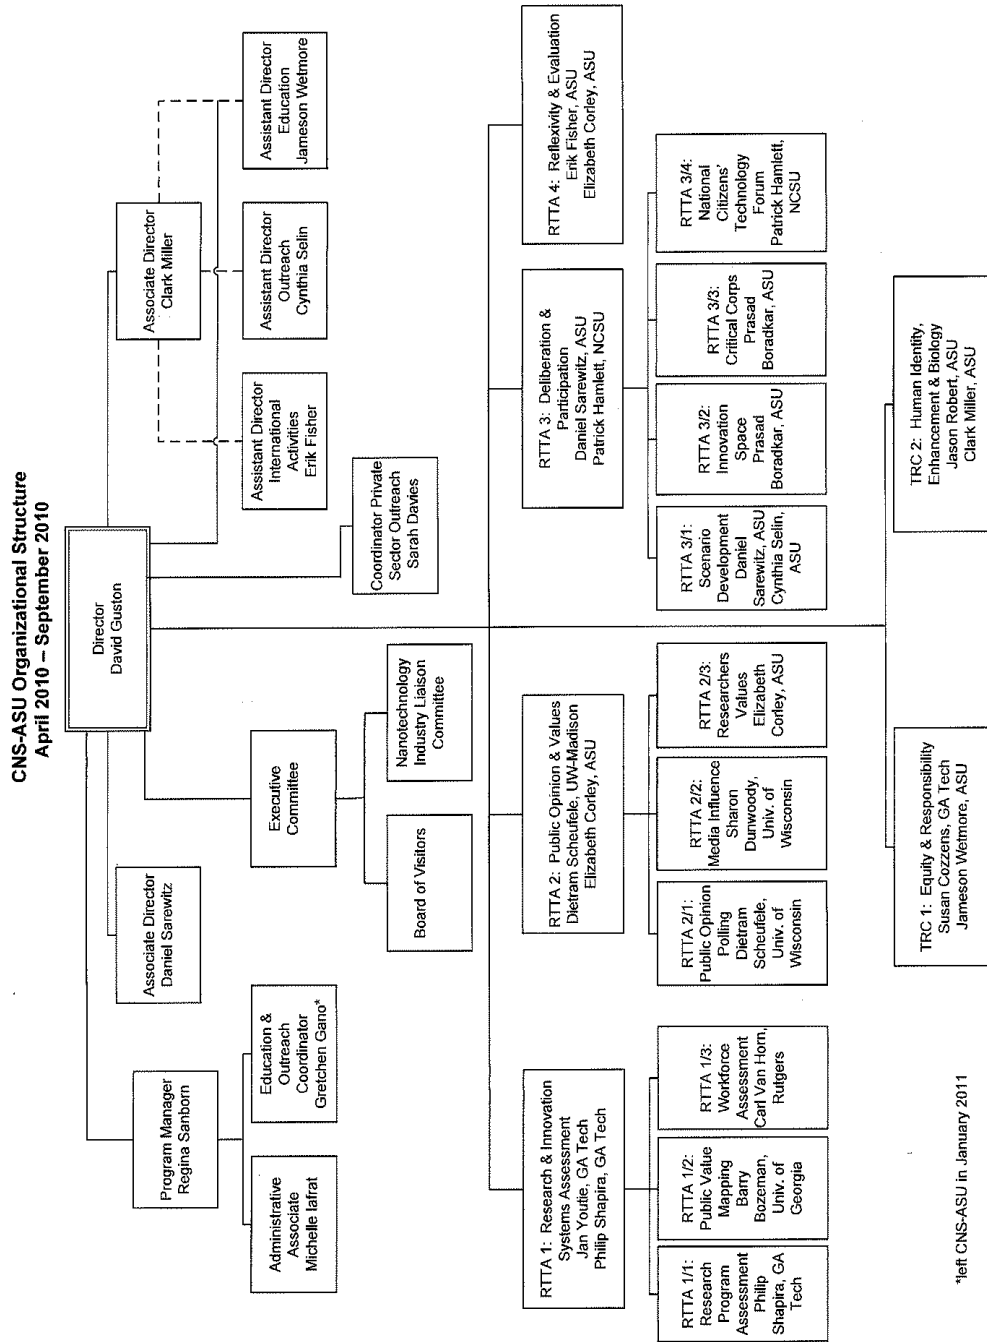 CNS-ASU Organizational Structure
April 2010 – September 2010
Director
David Guston
Program Manager
Regina Sanborn
Associate Director
Daniel Sarewitz
Associate Director
Clark Miller
Administrative
Associate
Michelle Iafrat
Education &
Outreach
Coordinator
Gretchen Gano*
Executive
Committee
Board of Visitors
Nanotechnology
Industry Liaison
Committee
Coordinator Private
Sector Outreach
Sarah Davies
Assistant Director
International
Activities
Erik Fisher
Assistant Director
Outreach
Cynthia Selin
Assistant Director
Education
Jameson Wetmore
RTTA 1: Research & Innovation
Systems Assessment
Jan Youtie, GA Tech
Philip Shapira, GA Tech
RTTA 2: Public Opinion & Values
Dietram Scheufele, UW-Madison
Elizabeth Corley, ASU
RTTA 3: Deliberation &
Participation
Daniel Sarewitz, ASU
Patrick Hamlett, NCSU
RTTA 4: Reflexivity & Evaluation
Erik Fisher, ASU
Elizabeth Corley, ASU
RTTA 1/1:
Research
Program
Assessment
Philip
Shapira, GA
Tech
RTTA 1/2:
Public Value
Mapping
Barry
Bozeman,
Univ. of
Georgia
RTTA 1/3:
Workforce
Assessment
Carl Van Horn,
Rutgers
RTTA 2/1:
Public Opinion
Polling
Dietram
Scheufele,
Univ. of
Wisconsin
RTTA 2/2:
Media Influence
Sharon
Dunwoody,
Univ. of
Wisconsin
RTTA 2/3:
Researchers
Values
Elizabeth
Corley, ASU
RTTA 3/1:
Scenario
Development
Daniel
Sarewitz, ASU
Cynthia Selin,
ASU
RTTA 3/2:
Innovation
Space
Prasad
Boradkar, ASU
RTTA 3/3:
Critical Corps
Prasad
Boradkar, ASU
RTTA 3/4:
National
Citizens'
Technology
Forum
Patrick Hamlett,
NCSU
TRC 1: Equity & Responsibility
Susan Cozzens, GA Tech
Jameson Wetmore, ASU
TRC 2: Human Identity,
Enhancement & Biology
Jason Robert, ASU
Clark Miller, ASU
*left CNS-ASU in January 2011